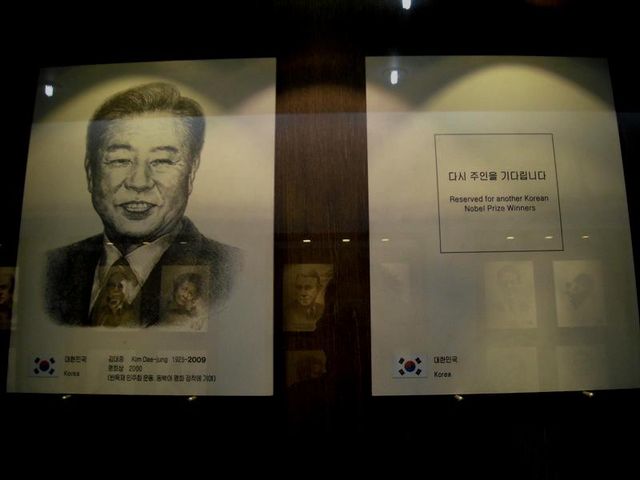 대한민국
Korea
김대중 Kim Dae-jung 1925-2009
평화상 2000
다시 주인을 기다립니다
Reserved for another Korean
Nobel Prize Winners
대한민국
Korea